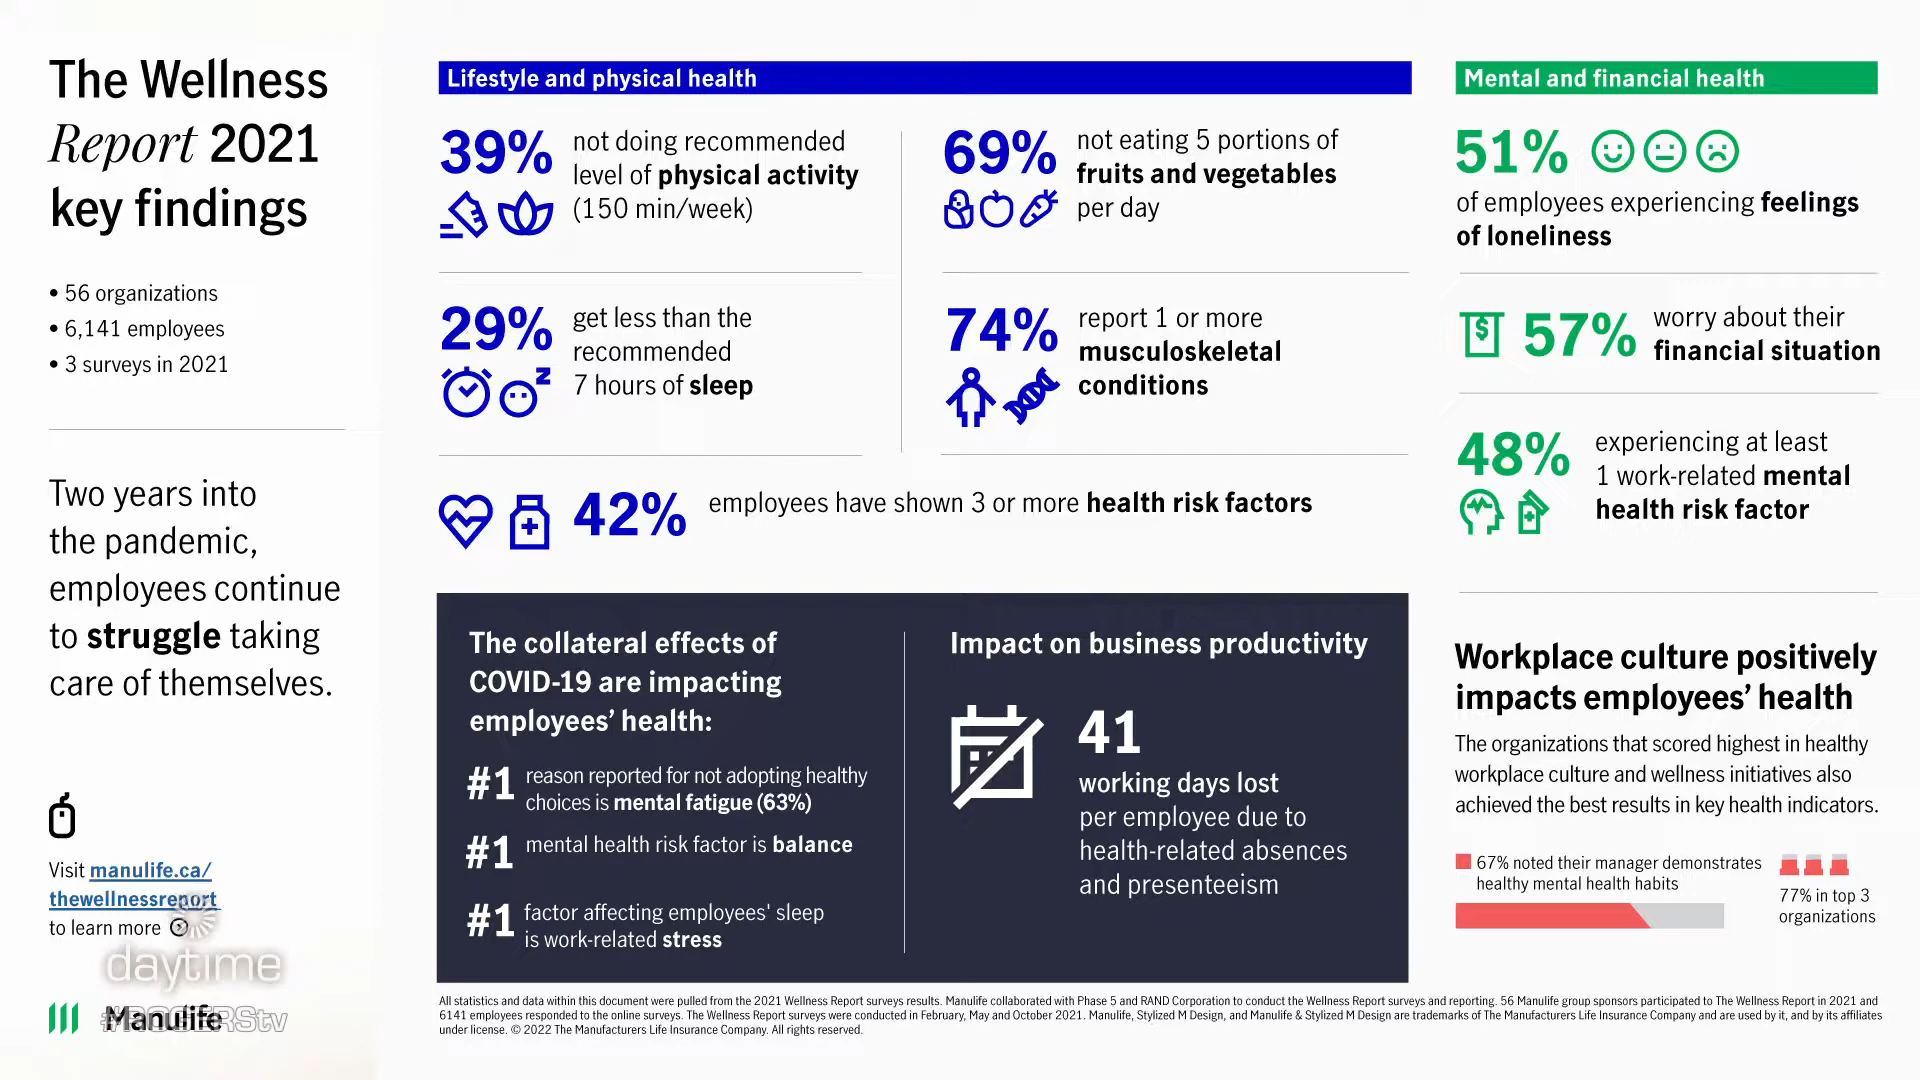 The Wellness
Report 2021
key findings
• 56 organizations
• 6,141 employees
• 3 surveys in 2021
Two years into
the pandemic,
employees continue
to struggle taking
care of themselves.
Visit manulife.ca/
thewellnessreport
to learn more
daytime
Manulife
#ROGERStv
Lifestyle and physical health
39%
not doing recommended
level of physical activity
(150 min/week)
69%
not eating 5 portions of
fruits and vegetables
per day
29%
get less than the
recommended
7 hours of sleep
74%
report 1 or more
musculoskeletal
conditions
42%
employees have shown 3 or more health risk factors
The collateral effects of
COVID-19 are impacting
employees’ health:
#1
reason reported for not adopting healthy
choices is mental fatigue (63%)
#1
mental health risk factor is balance
#1
factor affecting employees' sleep
is work-related stress
Impact on business productivity
41
working days lost
per employee due to
health-related absences
and presenteeism
Mental and financial health
51%
of employees experiencing feelings
of loneliness
57%
worry about their
financial situation
48%
experiencing at least
1 work-related mental
health risk factor
Workplace culture positively
impacts employees’ health
The organizations that scored highest in healthy
workplace culture and wellness initiatives also
achieved the best results in key health indicators.
67% noted their manager demonstrates
healthy mental health habits
77% in top 3
organizations
All statistics and data within this document were pulled from the 2021 Wellness Report surveys results. Manulife collaborated with Phase 5 and RAND Corporation to conduct the Wellness Report surveys and reporting. 56 Manulife group sponsors participated to The Wellness Report in 2021 and
6141 employees responded to the online surveys. The Wellness Report surveys were conducted in February, May and October 2021. Manulife, Stylized M Design, and Manulife & Stylized M Design are trademarks of The Manufacturers Life Insurance Company and are used by it, and by its affiliates
under license. © 2022 The Manufacturers Life Insurance Company. All rights reserved.